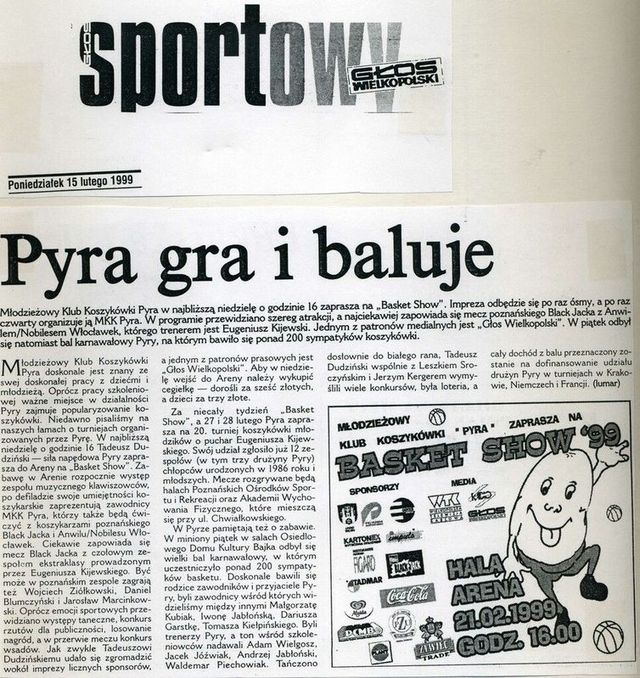 głos
sportowy
GŁOS
WIELKOPOLSKI
Poniedziałek 15 lutego 1999
Pyra gra i baluje
Młodzieżowy Klub Koszykówki Pyra w najbliższą niedzielę o godzinie 16 zaprasza na „Basket Show". Impreza odbędzie się po raz ósmy, a po raz
czwarty organizuje ją MKK Pyra. W programie przewidziano szereg atrakcji, a najciekawiej zapowiada się mecz poznańskiego Black Jacka z Anwi-
lem/Nobilesem Włocławek, którego trenerem jest Eugeniusz Kijewski. Jednym z patronów medialnych jest „Głos Wielkopolski". W piątek odbył
się natomiast bal karnawałowy Pyry, na którym bawiło się ponad 200 sympatyków koszykówki.
Młodzieżowy Klub Koszykówki
Pyra doskonale jest znany ze
swej doskonałej pracy z dziećmi i
młodzieżą. Oprócz pracy szkolenio-
wej ważne miejsce w działalności
Pyry zajmuje popularyzowanie ko-
szykówki. Niedawno pisaliśmy na
naszych łamach o turniejach organi-
zowanych przez Pyrę. W najbliższą
niedzielę o godzinie 16 Tadeusz Du-
dziński — siła napędowa Pyry zapra-
sza do Areny na „Basket Show". Za-
bawę w Arenie rozpocznie występ
zespołu muzycznego klawiszowców,
po defiladzie swoje umiejętności ko-
szykarskie zaprezentują zawodnicy
MKK Pyra, którzy także będą ćwi-
czyć z koszykarzami poznańskiego
Black Jacka i Anwilu/Nobilesu Wło-
cławek. Ciekawie zapowiada się
mecz Black Jacka z czołowym ze-
społem ekstraklasy prowadzonym
przez Eugeniusza Kijewskiego. Być
może w poznańskim zespole zagrają
też Wojciech Ziółkowski, Daniel
Blumczyński i Jarosław Marcinkow-
ski. Oprócz emocji sportowych prze-
widziano występy taneczne, konkurs
rzutów dla publiczności, losowanie
nagród, a w przerwie meczu konkurs
wsadów. Jak zwykle Tadeuszowi
Dudzińskiemu udało się zgromadzić
wokół imprezy licznych sponsorów,
a jednym z patronów prasowych jest
„Głos Wielkopolski". Aby w niedzie-
lę wejść do Areny należy wykupić
cegiełkę — dorośli za sześć złotych,
a dzieci za trzy złote.
Za niecały tydzień „Basket
Show", a 27 i 28 lutego Pyra zapra-
sza na 20. turniej koszykówki mło-
dzików o puchar Eugeniusza Kijew-
skiego. Swój udział zgłosiło już 12 ze-
społów (w tym trzy drużyny Pyry)
chłopców urodzonych w 1986 roku i
młodszych. Mecze rozgrywane będą
halach Poznańskich Ośrodków Spor-
tu i Rekreacji oraz Akademii Wycho-
wania Fizycznego, które mieszczą
się przy ul. Chwiałkowskiego.
W Pyrze pamiętają też o zabawie.
W miniony piątek w salach Osiedlo-
wego Domu Kultury Bajka odbył się
wielki bal karnawałowy, w którym
uczestniczyło ponad 200 sympaty-
ków basketu. Doskonale bawili się
rodzice zawodników i przyjaciele Py-
ry, byli zawodnicy wśród których wi-
dzieliśmy między innymi Małgorzatę
Kubiak, Iwonę Jabłońską, Dariusza
Garstkę, Tomasza Kiełpińskiego. Byli
trenerzy Pyry, a ton wśród szkole-
niowców nadawali Adam Wielgosz,
Jacek Jóźwiak, Andrzej Jabłoński,
Waldemar Piechowiak. Tańczono
dosłownie do białego rana, Tadeusz
Dudziński wspólnie z Leszkiem Sro-
czyńskim i Jerzym Kergerem wymy-
ślili wiele konkursów, była loteria, a
cały dochód z balu przeznaczony zo-
stanie na dofinansowanie udziału
drużyn Pyry w turniejach w Krako-
wie, Niemczech i Francji. (lumar)
MŁODZIEŻOWY
KLUB KOSZYKÓWKI "PYRA" ZAPRASZA NA
BASKET SHOW '99
SPONSORZY
MEDIA
WTK
GŁOS
KARTONEX
Impuls
FIGARO
BLACK JACK
STADMAR
Coca-Cola
PCMB
TRADE
HALA
ARENA
21.02.1999
GODZ. 16.00